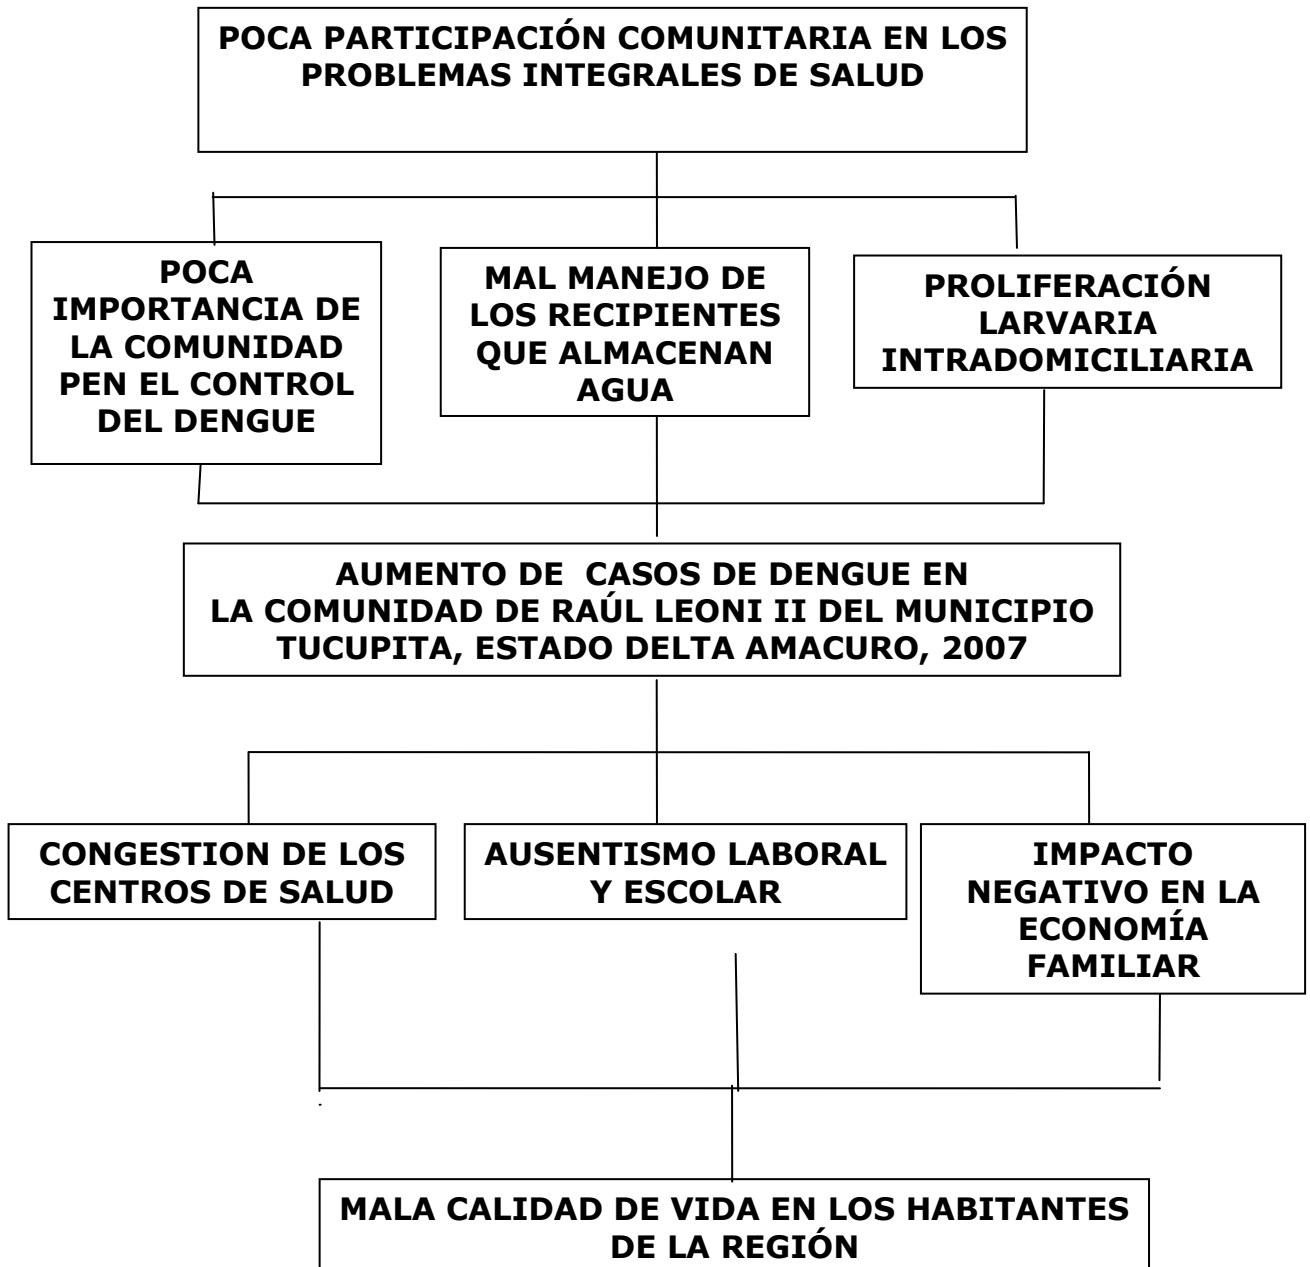 POCA PARTICIPACIÓN COMUNITARIA EN LOS
PROBLEMAS INTEGRALES DE SALUD
POCA
IMPORTANCIA DE
LA COMUNIDAD
PEN EL CONTROL
DEL DENGUE
MAL MANEJO DE
LOS RECIPIENTES
QUE ALMACENAN
AGUA
PROLIFERACIÓN
LARVARIA
INTRADOMICILIARIA
AUMENTO DE CASOS DE DENGUE EN
LA COMUNIDAD DE RAÚL LEONI II DEL MUNICIPIO
TUCUPITA, ESTADO DELTA AMACURO, 2007
CONGESTION DE LOS
CENTROS DE SALUD
AUSENTISMO LABORAL
Y ESCOLAR
IMPACTO
NEGATIVO EN LA
ECONOMÍA
FAMILIAR
MALA CALIDAD DE VIDA EN LOS HABITANTES
DE LA REGIÓN